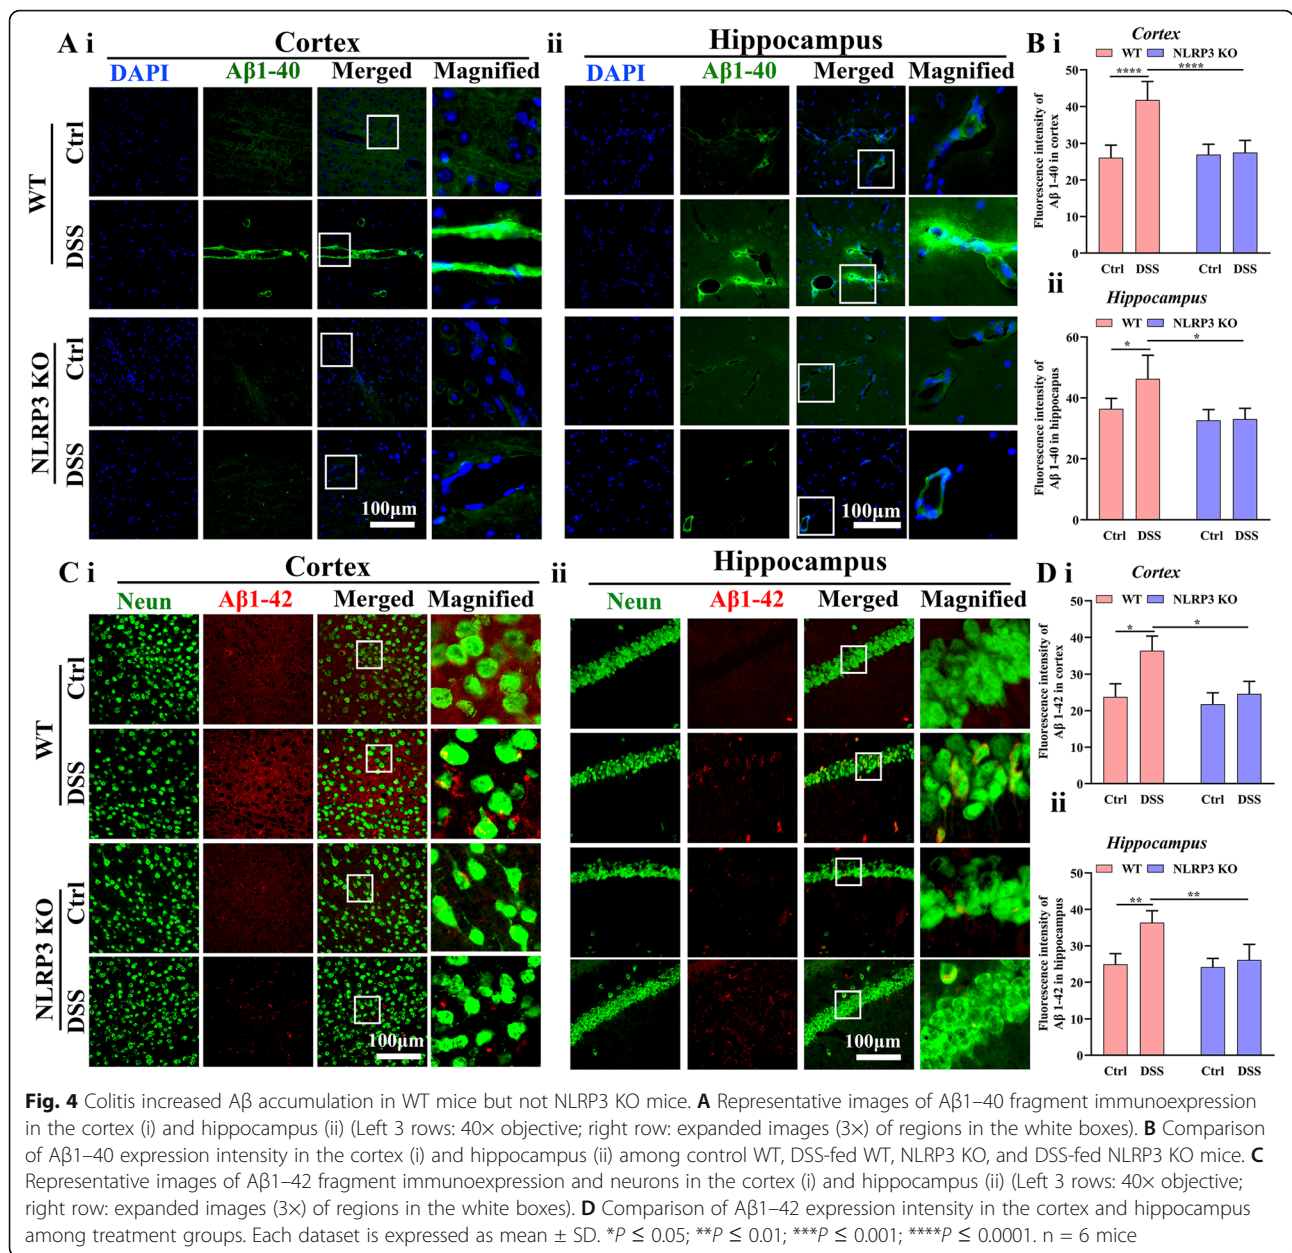 A i
Cortex
DAPI Aβ1-40 Merged Magnified
WT
Ctrl
DSS
NLRP3 KO
Ctrl
DSS
100μm
ii
Hippocampus
DAPI Aβ1-40 Merged Magnified
100μm
B i
Cortex
WT NLRP3 KO
Fluorescence intensity of
Aβ 1-40 in cortex
50
40
30
20
10
0
**** ****
Ctrl DSS Ctrl DSS
ii
Hippocampus
WT NLRP3 KO
Fluorescence intensity of
Aβ 1-40 in hippocapus
60
40
20
0
* *
Ctrl DSS Ctrl DSS
C i
Cortex
Neun Aβ1-42 Merged Magnified
WT
Ctrl
DSS
NLRP3 KO
Ctrl
DSS
100μm
ii
Hippocampus
Neun Aβ1-42 Merged Magnified
100μm
D i
Cortex
WT NLRP3 KO
Fluorescence intensity of
Aβ 1-42 in cortex
50
40
30
20
10
0
* *
Ctrl DSS Ctrl DSS
ii
Hippocampus
WT NLRP3 KO
Fluorescence intensity of
Aβ 1-42 in hippocampus
50
40
30
20
10
0
** **
Ctrl DSS Ctrl DSS
Fig. 4 Colitis increased Aβ accumulation in WT mice but not NLRP3 KO mice. A Representative images of Aβ1–40 fragment immunoexpression
in the cortex (i) and hippocampus (ii) (Left 3 rows: 40× objective; right row: expanded images (3×) of regions in the white boxes). B Comparison
of Aβ1–40 expression intensity in the cortex (i) and hippocampus (ii) among control WT, DSS-fed WT, NLRP3 KO, and DSS-fed NLRP3 KO mice. C
Representative images of Aβ1–42 fragment immunoexpression and neurons in the cortex (i) and hippocampus (ii) (Left 3 rows: 40× objective;
right row: expanded images (3×) of regions in the white boxes). D Comparison of Aβ1–42 expression intensity in the cortex and hippocampus
among treatment groups. Each dataset is expressed as mean ± SD. *P ≤ 0.05; **P ≤ 0.01; ***P ≤ 0.001; ****P ≤ 0.0001. n = 6 mice